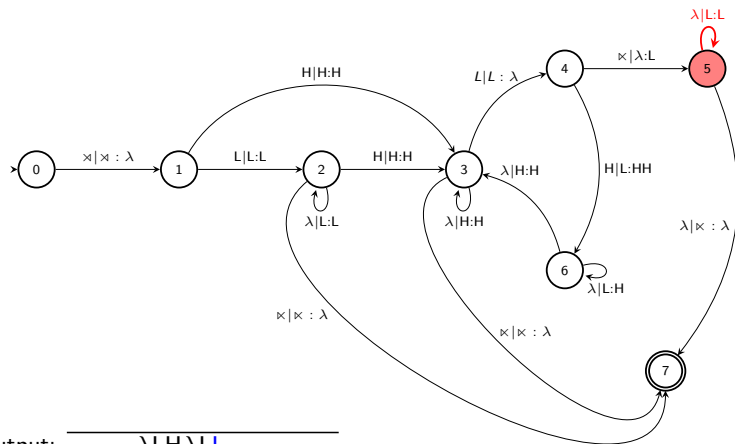 λ|L:L
4
⋉|λ:L
5
H|H:H
L|L : λ
0
⋊|⋊ : λ
1
L|L:L
2
H|H:H
3
λ|H:H
H|L:HH
λ|L:L
λ|H:H
λ|⋉ : λ
6
λ|L:H
⋉|⋉ : λ
⋉|⋉ : λ
7